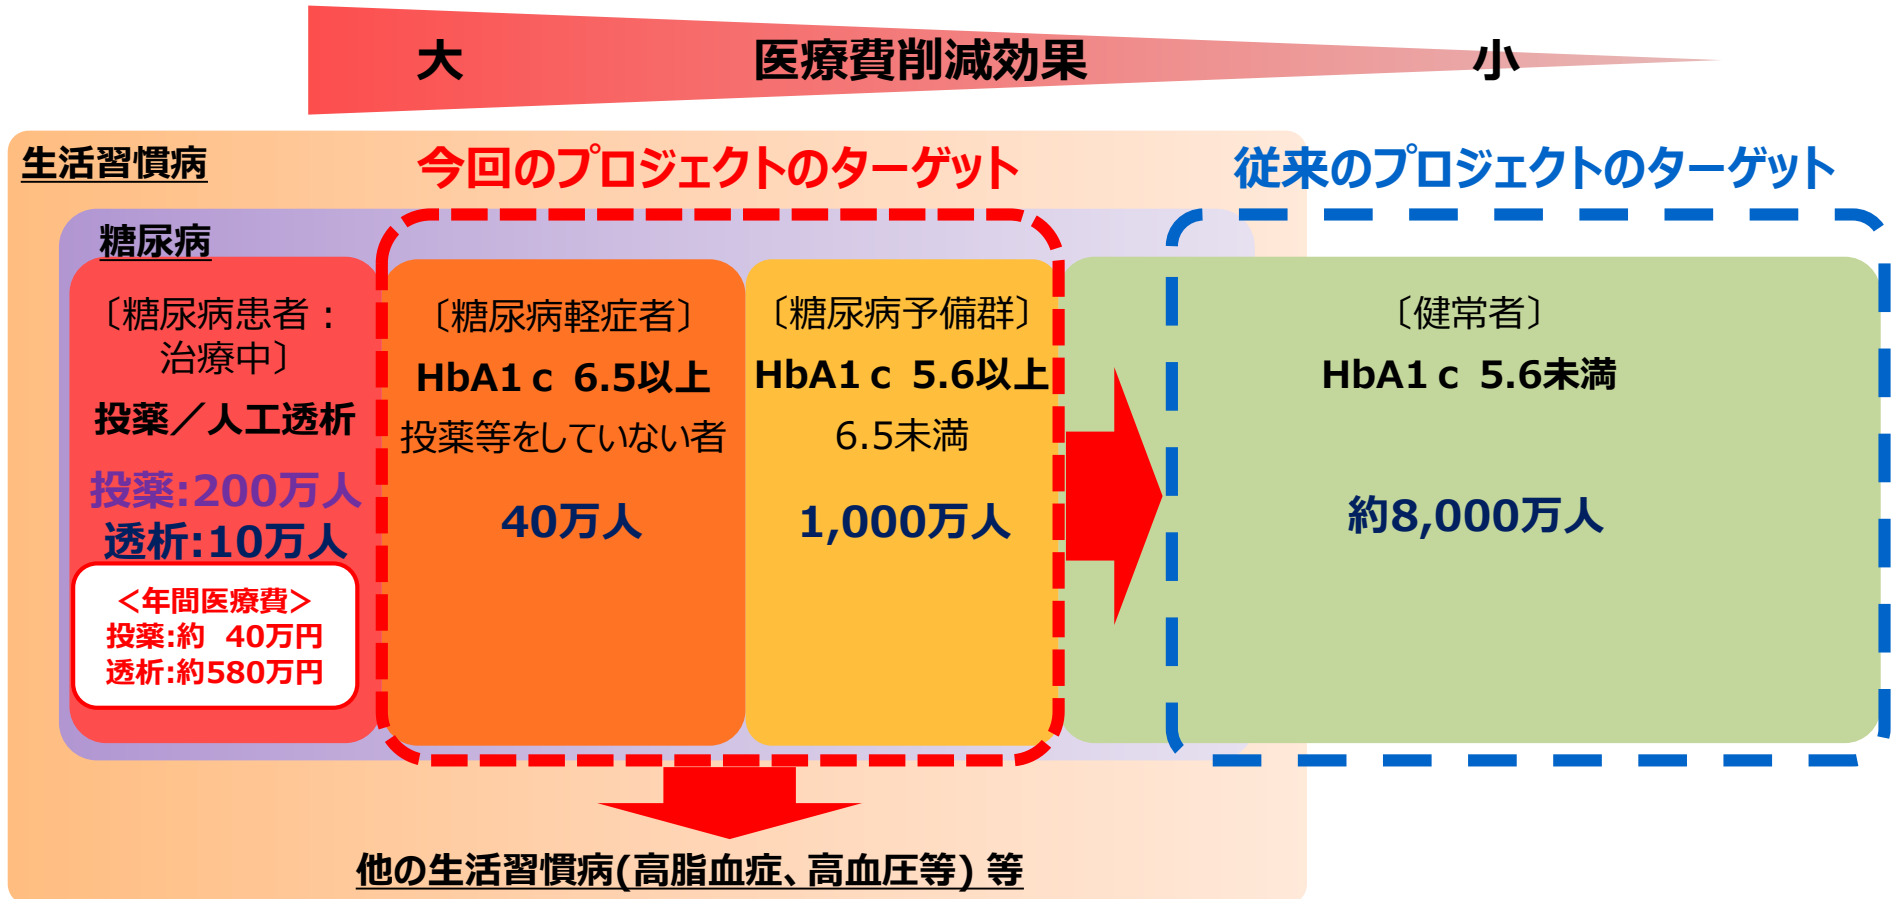 大 医療費削減効果 小
生活習慣病
今回のプロジェクトのターゲット
従来のプロジェクトのターゲット
糖尿病
〔糖尿病患者：
治療中〕
投薬／人工透析
投薬:200万人
透析:10万人
＜年間医療費＞
投薬:約 40万円
透析:約580万円
〔糖尿病軽症者〕
HbA1ｃ 6.5以上
投薬等をしていない者
40万人
〔糖尿病予備群〕
HbA1ｃ 5.6以上
6.5未満
1,000万人
〔健常者〕
HbA1ｃ 5.6未満
約8,000万人
他の生活習慣病(高脂血症、高血圧等) 等